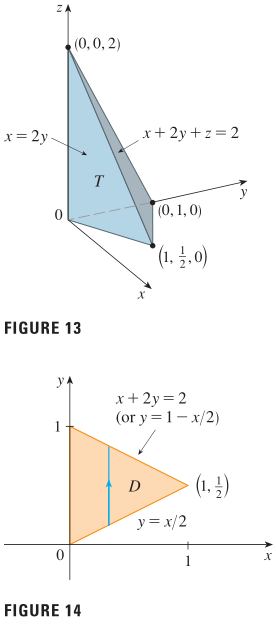 z
(0, 0, 2)
x = 2y
x + 2y + z = 2
T
y
0
(0, 1, 0)
(1, 1/2, 0)
x
FIGURE 13
y
x + 2y = 2
(or y = 1 − x/2)
1
D
(1, 1/2)
y = x/2
0
1
x
FIGURE 14